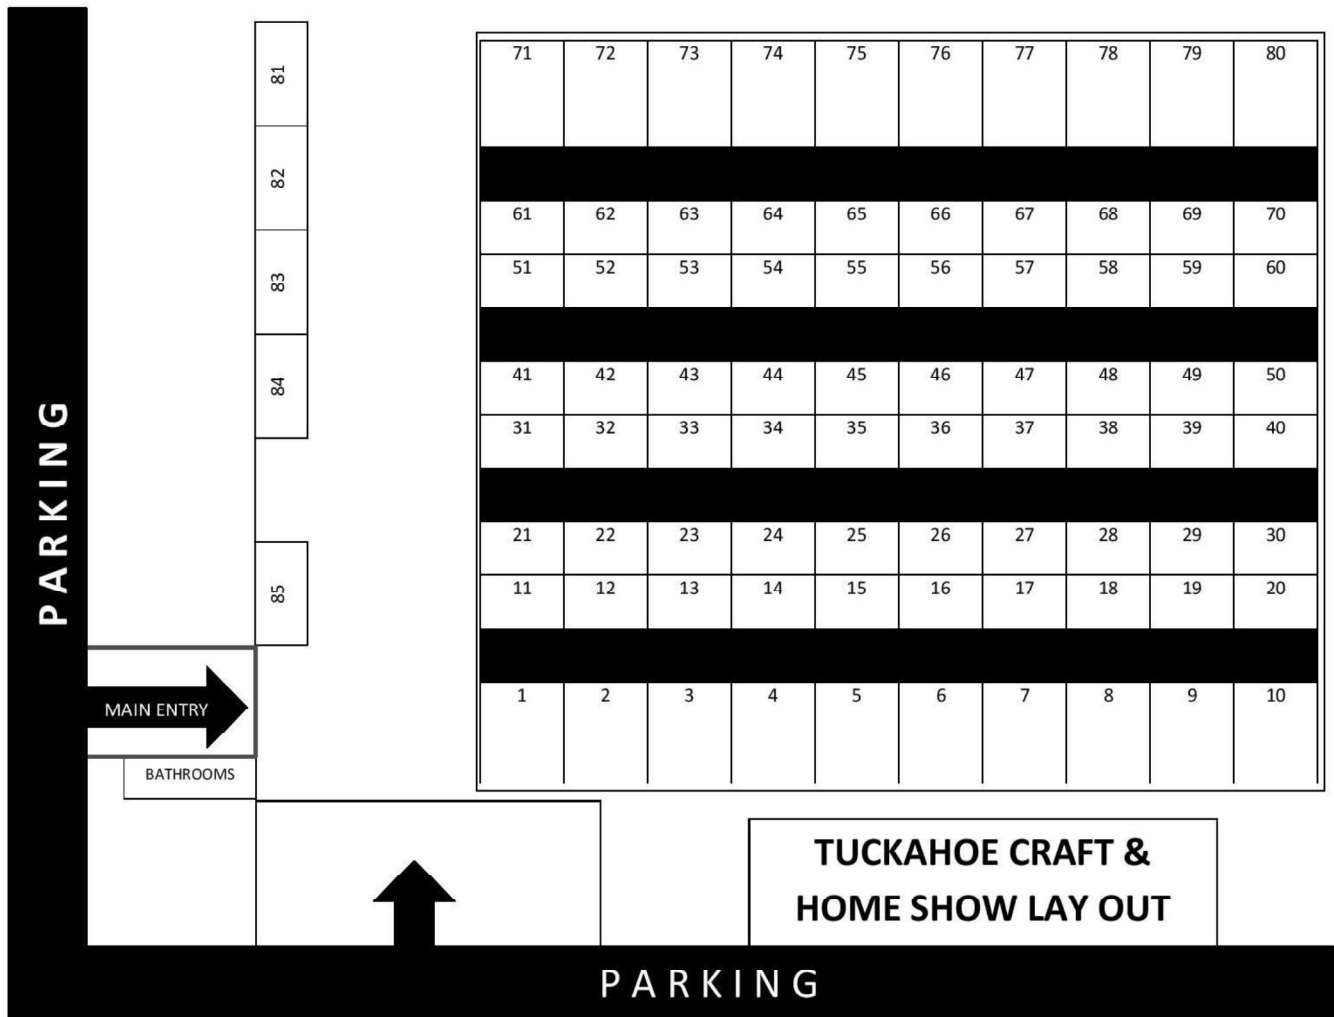 71 72 73 74 75 76 77 78 79 80
81
82
61 62 63 64 65 66 67 68 69 70
51 52 53 54 55 56 57 58 59 60
83
41 42 43 44 45 46 47 48 49 50
84
31 32 33 34 35 36 37 38 39 40
PARKING
21 22 23 24 25 26 27 28 29 30
11 12 13 14 15 16 17 18 19 20
85
1 2 3 4 5 6 7 8 9 10
MAIN ENTRY
BATHROOMS
TUCKAHOE CRAFT &
HOME SHOW LAY OUT
PARKING